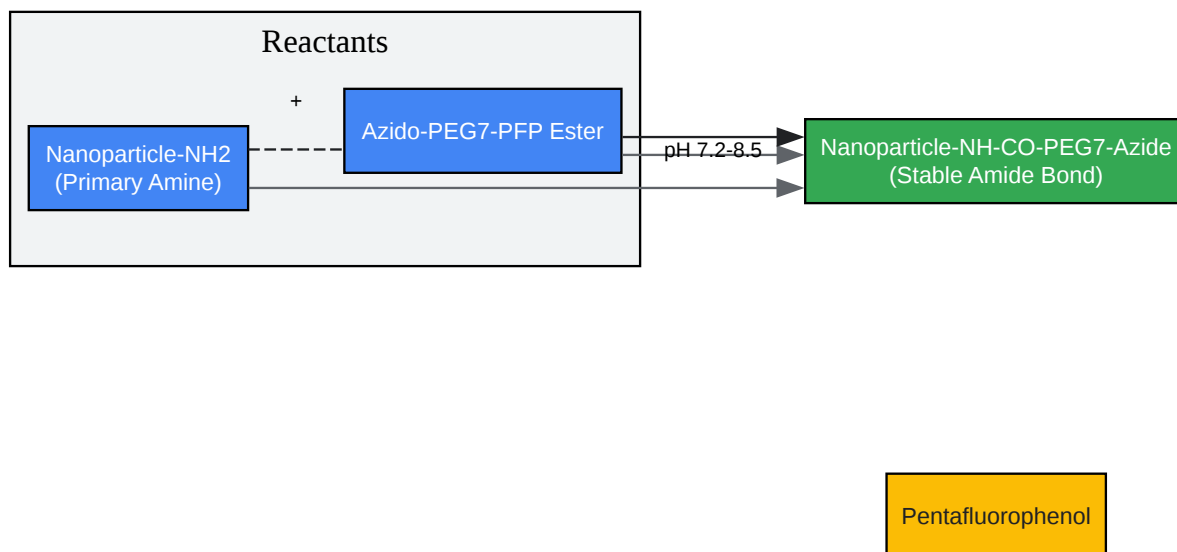 Reactants
+
Azido-PEG7-PFP Ester
Nanoparticle-NH2
(Primary Amine)
pH 7.2-8.5
Nanoparticle-NH-CO-PEG7-Azide
(Stable Amide Bond)
Pentafluorophenol